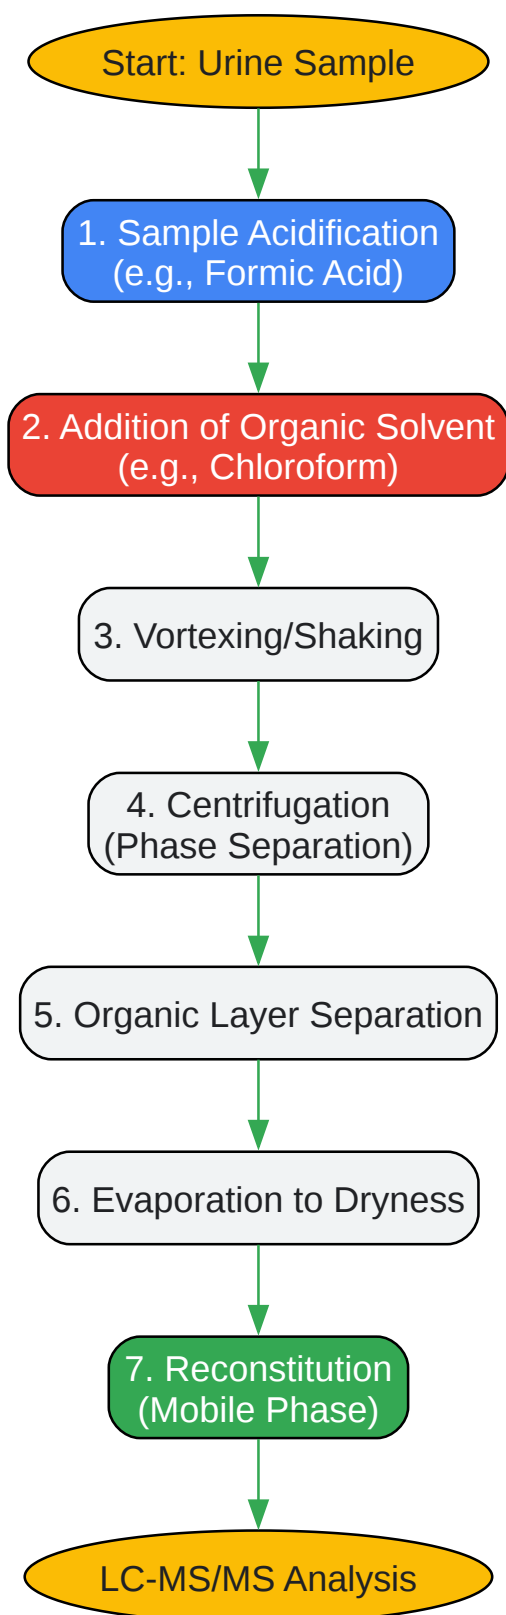 Start: Urine Sample
1. Sample Acidification
(e.g., Formic Acid)
2. Addition of Organic Solvent
(e.g., Chloroform)
3. Vortexing/Shaking
4. Centrifugation
(Phase Separation)
5. Organic Layer Separation
6. Evaporation to Dryness
7. Reconstitution
(Mobile Phase)
LC-MS/MS Analysis